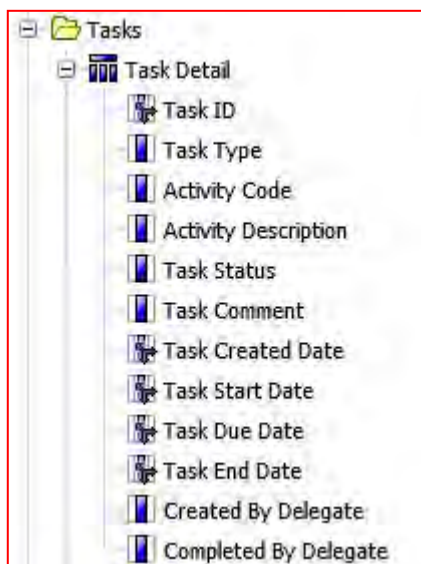 Tasks
Task Detail
Task ID
Task Type
Activity Code
Activity Description
Task Status
Task Comment
Task Created Date
Task Start Date
Task Due Date
Task End Date
Created By Delegate
Completed By Delegate